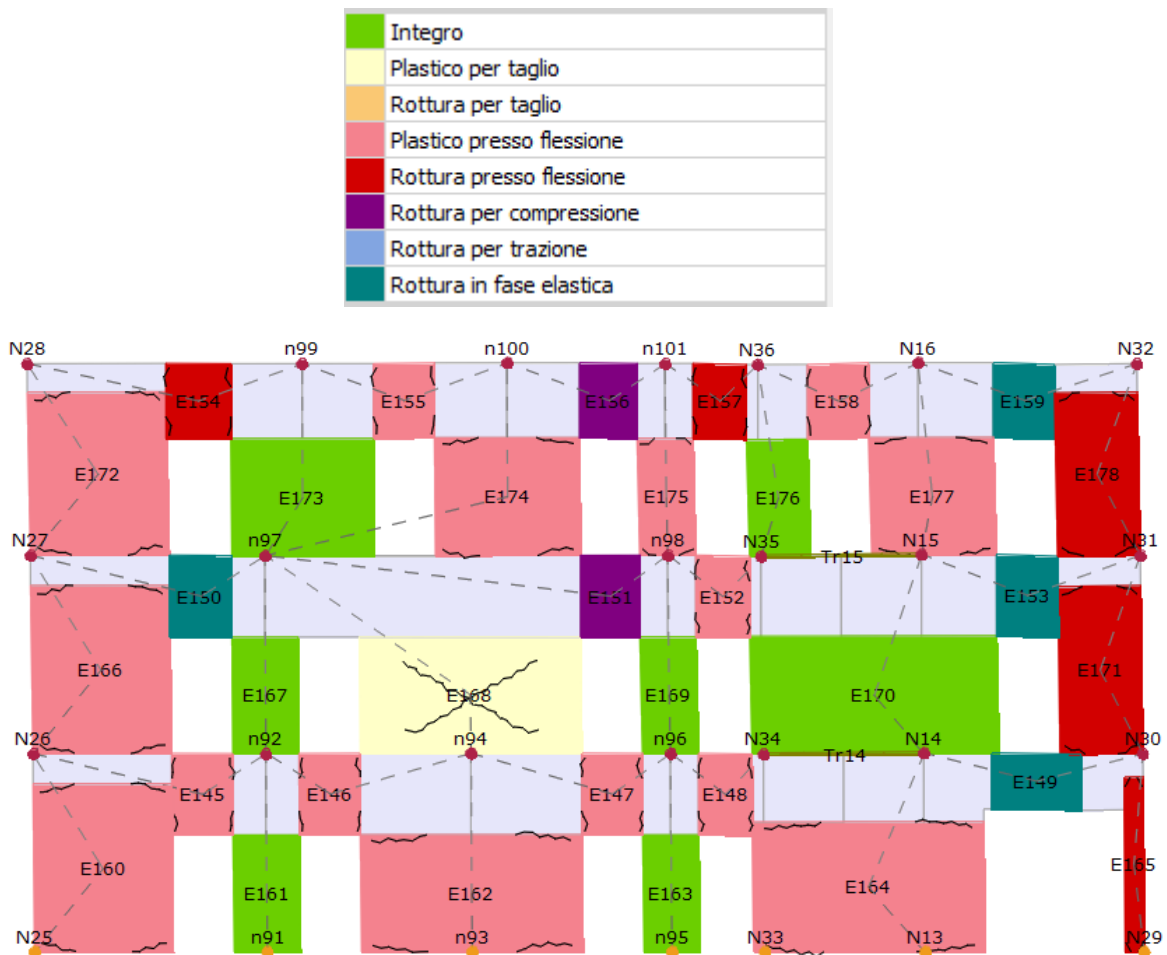 Integro
Plastico per taglio
Rottura per taglio
Plastico presso flessione
Rottura presso flessione
Rottura per compressione
Rottura per trazione
Rottura in fase elastica
N28 n99 n100 n101 N36 N16 N32
E154 E155 E156 E157 E158 E159
E172 E173 E174 E175 E176 E177 E178
N27 n97 n98 N35 Tr15 N15 N31
E150 E151 E152 E153
E166 E167 E168 E169 E170 E171
N26 n92 n94 n96 N34 Tr14 N14 N30
E145 E146 E147 E148 E149
E160 E161 E162 E163 E164 E165
N25 n91 n93 n95 N33 N13 N29